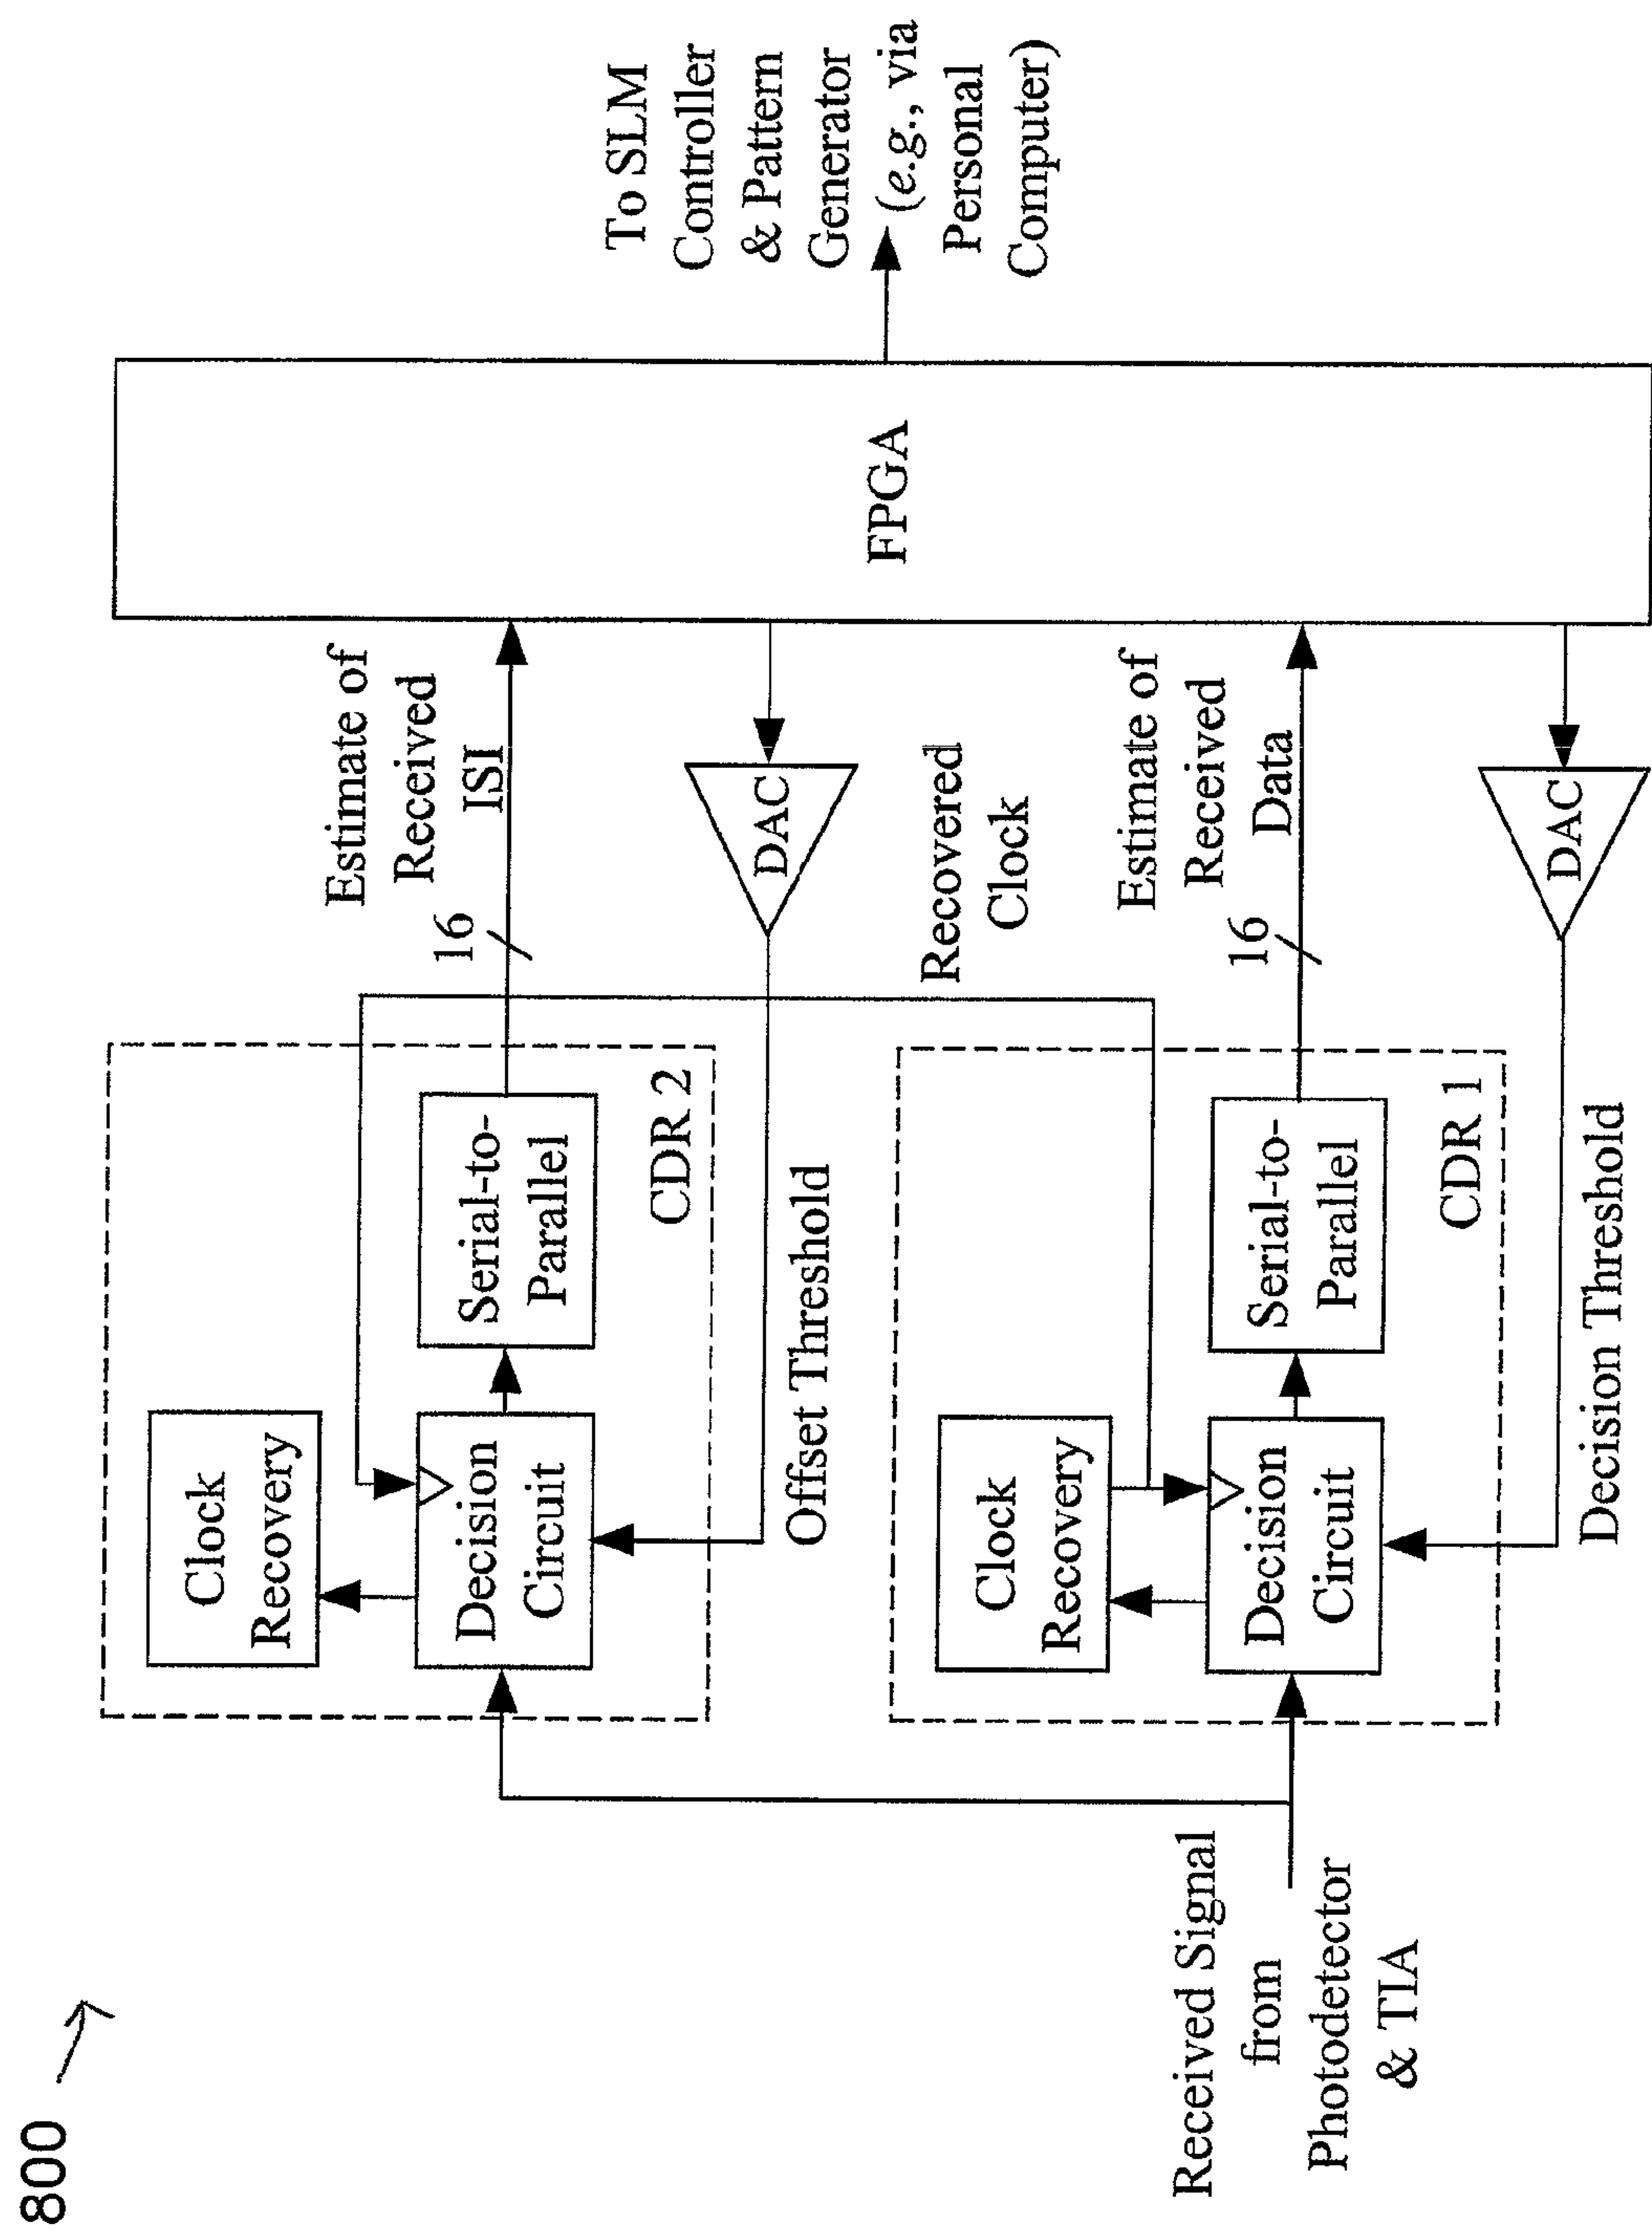 800
Received Signal
from
Photodetector
& TIA
Clock
Recovery
Decision
Circuit
Serial-to-
Parallel
CDR 2
Offset Threshold
16
Estimate of
Received
ISI
DAC
Recovered
Clock
Clock
Recovery
Decision
Circuit
Serial-to-
Parallel
CDR 1
Decision Threshold
16
Estimate of
Received
Data
DAC
FPGA
To SLM
Controller
& Pattern
Generator
(e.g., via
Personal
Computer)